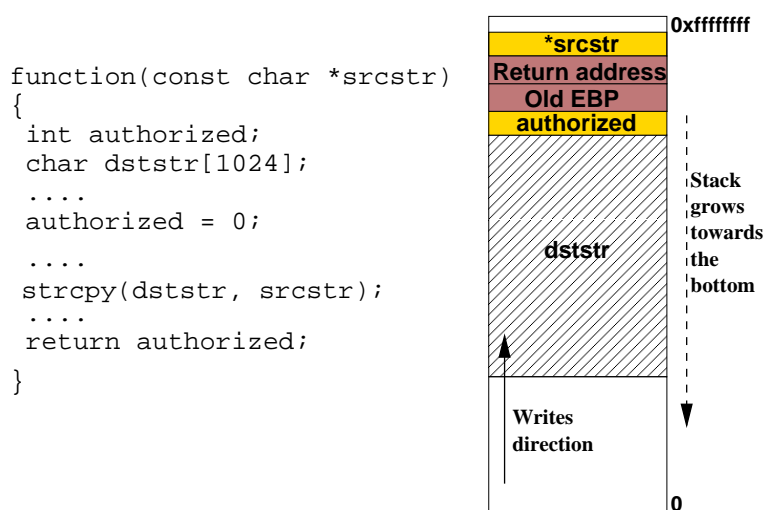 function(const char *srcstr)
{
int authorized;
char dststr[1024];
....
authorized = 0;
....
strcpy(dststr, srcstr);
....
return authorized;
}
0xffffffff
*srcstr
Return address
Old EBP
authorized
dststr
Stack
grows
towards
the
bottom
Writes
direction
0